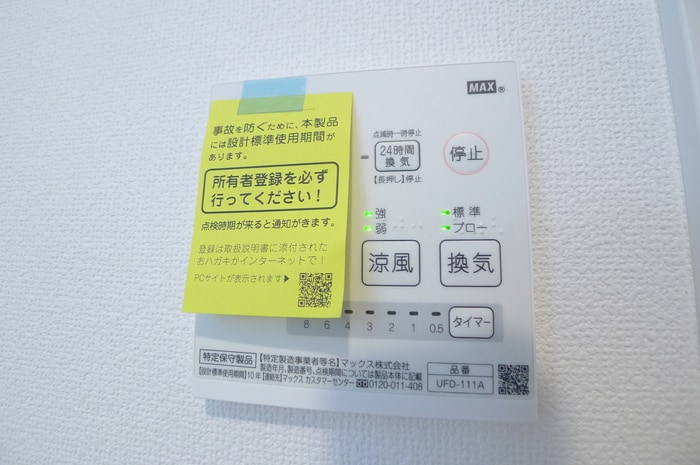 MAX®
事故を防ぐために、本製品
には設計標準使用期間が
あります。
所有者登録を必ず
行ってください！
点検時期が来ると通知がきます。
登録は取扱説明書に添付された
おハガキかインターネットで！
PCサイトが表示されます▶
点滅時一時停止
24時間
換気
【長押し】停止
停止
強
弱
標準
ブロー
涼風
換気
8 6 4 3 2 1 0.5
タイマー
特定保守製品
【特定製造事業者等名】マックス株式会社
製造年月、製造番号、点検期間については製品本体に記載
【設計標準使用期間】10年【連絡先】マックス カスタマーセンター 0120-011-408
品番
UFD-111A